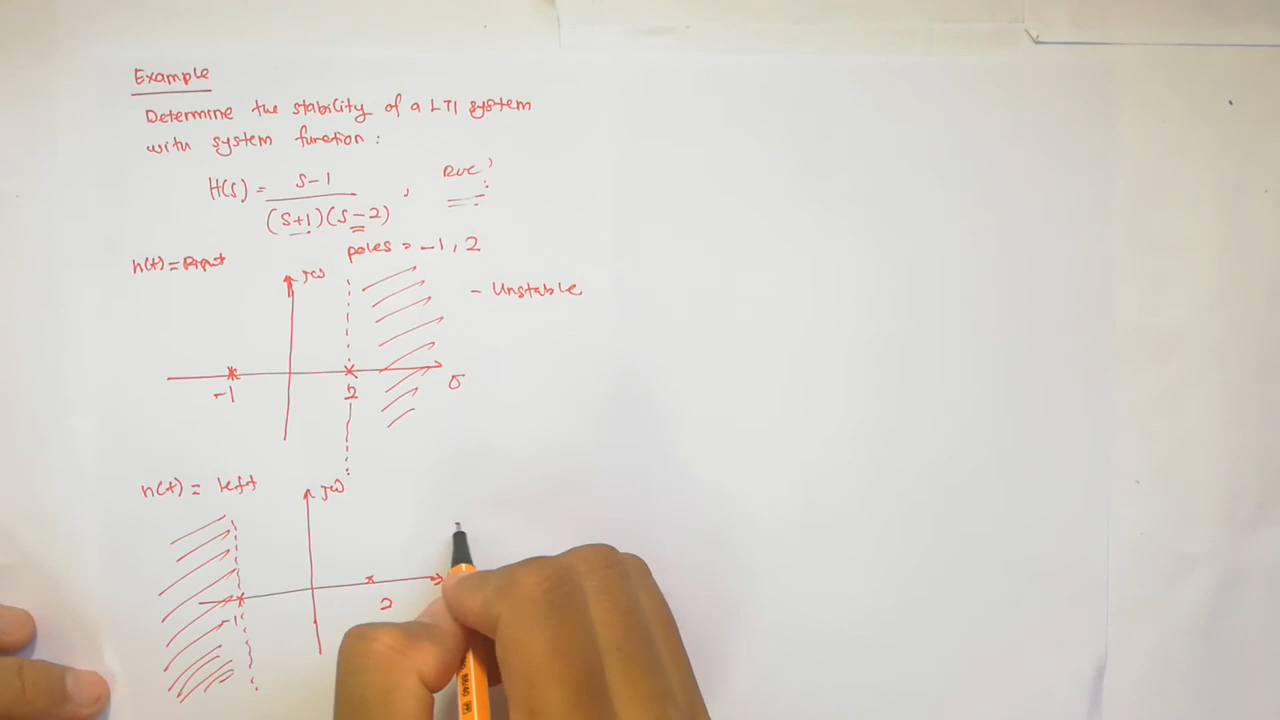 Example
Determine the stability of a LTI system
with system function:
H(s) = s-1 / (s+1)(s-2) , ROC :
poles = -1, 2
h(t) = Right
jω
- Unstable
-1 2 σ
h(t) = left
jω
-1 2